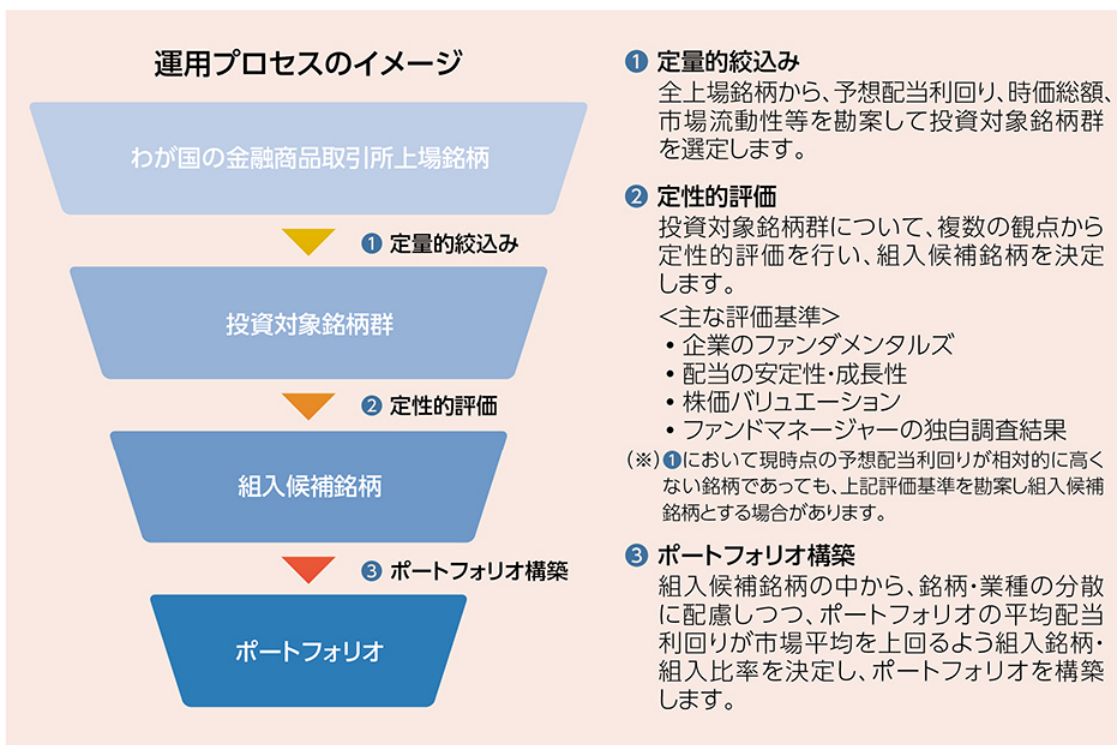 運用プロセスのイメージ
わが国の金融商品取引所上場銘柄
❶ 定量的絞込み
投資対象銘柄群
❷ 定性的評価
組入候補銘柄
❸ ポートフォリオ構築
ポートフォリオ
❶ 定量的絞込み
全上場銘柄から、予想配当利回り、時価総額、
市場流動性等を勘案して投資対象銘柄群
を選定します。
❷ 定性的評価
投資対象銘柄群について、複数の観点から
定性的評価を行い、組入候補銘柄を決定
します。
＜主な評価基準＞
• 企業のファンダメンタルズ
• 配当の安定性・成長性
• 株価バリュエーション
• ファンドマネージャーの独自調査結果
(※)❶において現時点の予想配当利回りが相対的に高く
ない銘柄であっても、上記評価基準を勘案し組入候補
銘柄とする場合があります。
❸ ポートフォリオ構築
組入候補銘柄の中から、銘柄・業種の分散
に配慮しつつ、ポートフォリオの平均配当
利回りが市場平均を上回るよう組入銘柄・
組入比率を決定し、ポートフォリオを構築
します。